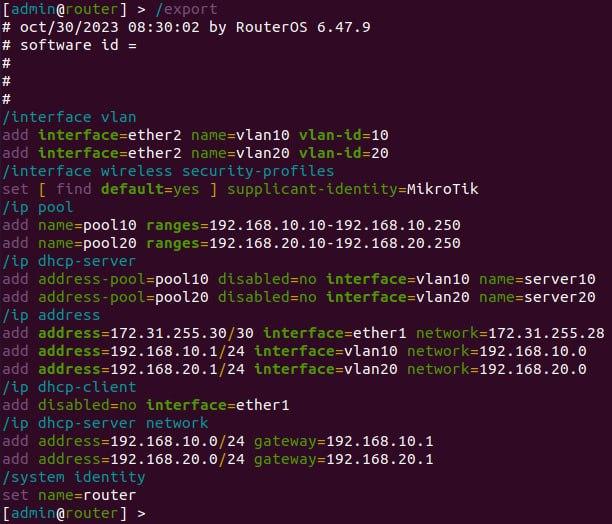 [admin@router] > /export
# oct/30/2023 08:30:02 by RouterOS 6.47.9
# software id =
#
#
#
/interface vlan
add interface=ether2 name=vlan10 vlan-id=10
add interface=ether2 name=vlan20 vlan-id=20
/interface wireless security-profiles
set [ find default=yes ] supplicant-identity=MikroTik
/ip pool
add name=pool10 ranges=192.168.10.10-192.168.10.250
add name=pool20 ranges=192.168.20.10-192.168.20.250
/ip dhcp-server
add address-pool=pool10 disabled=no interface=vlan10 name=server10
add address-pool=pool20 disabled=no interface=vlan20 name=server20
/ip address
add address=172.31.255.30/30 interface=ether1 network=172.31.255.28
add address=192.168.10.1/24 interface=vlan10 network=192.168.10.0
add address=192.168.20.1/24 interface=vlan20 network=192.168.20.0
/ip dhcp-client
add disabled=no interface=ether1
/ip dhcp-server network
add address=192.168.10.0/24 gateway=192.168.10.1
add address=192.168.20.0/24 gateway=192.168.20.1
/system identity
set name=router
[admin@router] >